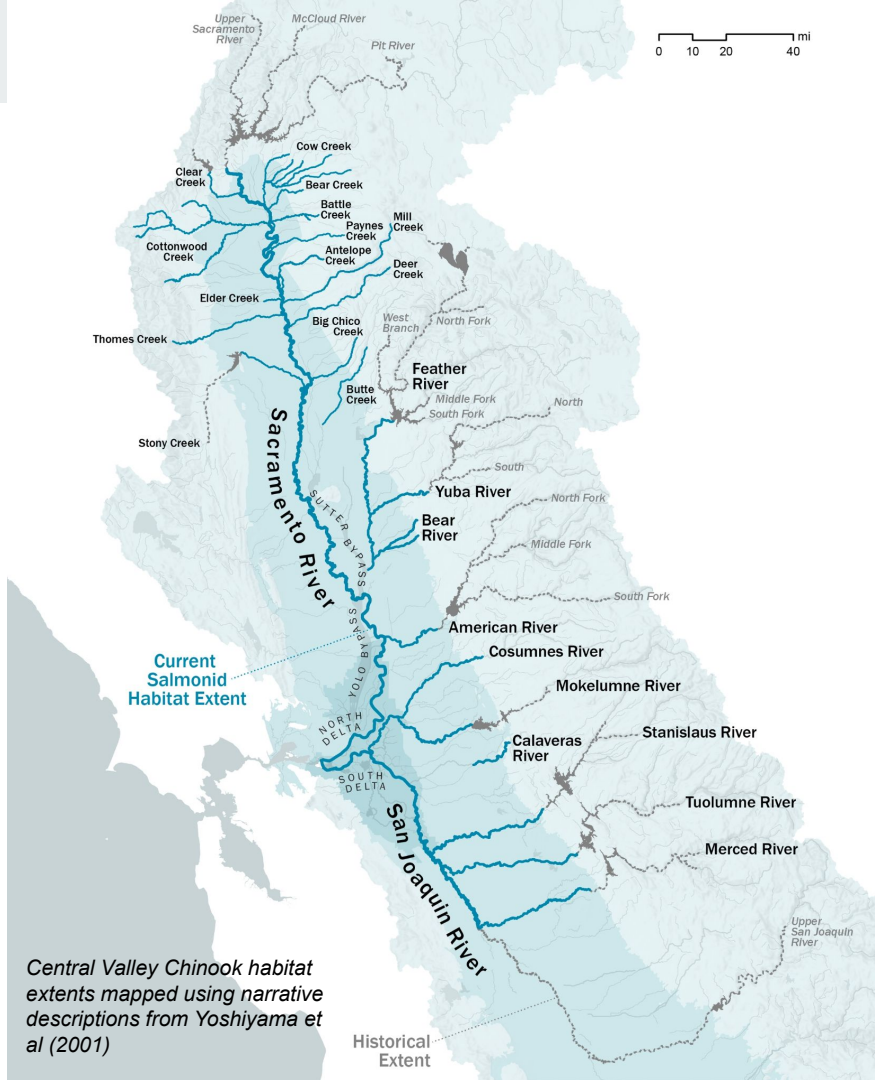 Upper
Sacramento
River
McCloud River
Pit River
mi
0 10 20 40
Cow Creek
Clear
Creek
Bear Creek
Battle
Creek
Mill
Creek
Paynes
Creek
Cottonwood
Creek
Antelope
Creek
Deer
Creek
Elder Creek
Big Chico
Creek
West
Branch
North Fork
Thomes Creek
Feather
River
Butte
Creek
Middle Fork
South Fork
North
Stony Creek
Sacramento River
South
SUTTER BYPASS
Yuba River
North Fork
Bear
River
Middle Fork
South Fork
YOLO BYPASS
American River
Current
Salmonid
Habitat Extent
Cosumnes River
Mokelumne River
NORTH
DELTA
Calaveras
River
Stanislaus River
SOUTH
DELTA
San Joaquin River
Tuolumne River
Merced River
Upper
San Joaquin
River
Central Valley Chinook habitat
extents mapped using narrative
descriptions from Yoshiyama et
al (2001)
Historical
Extent